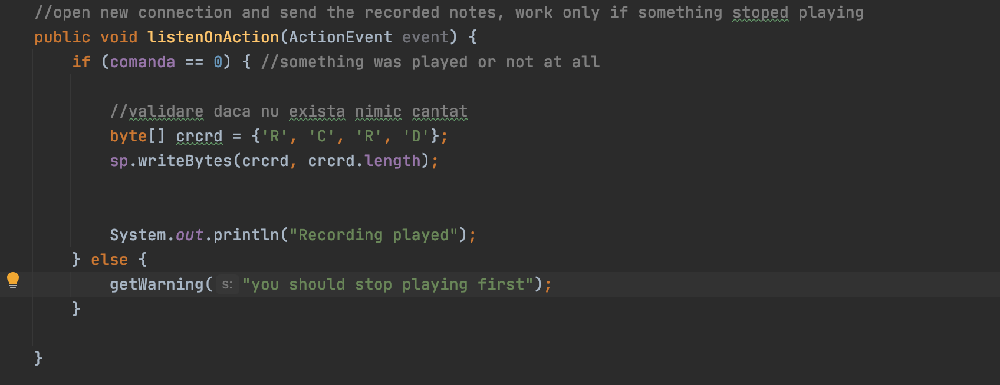 //open new connection and send the recorded notes, work only if something stoped playing
public void listenOnAction(ActionEvent event) {
if (comanda == 0) { //something was played or not at all
//validare daca nu exista nimic cantat
byte[] crcrd = {'R', 'C', 'R', 'D'};
sp.writeBytes(crcrd, crcrd.length);
System.out.println("Recording played");
} else {
getWarning( s: "you should stop playing first");
}
}